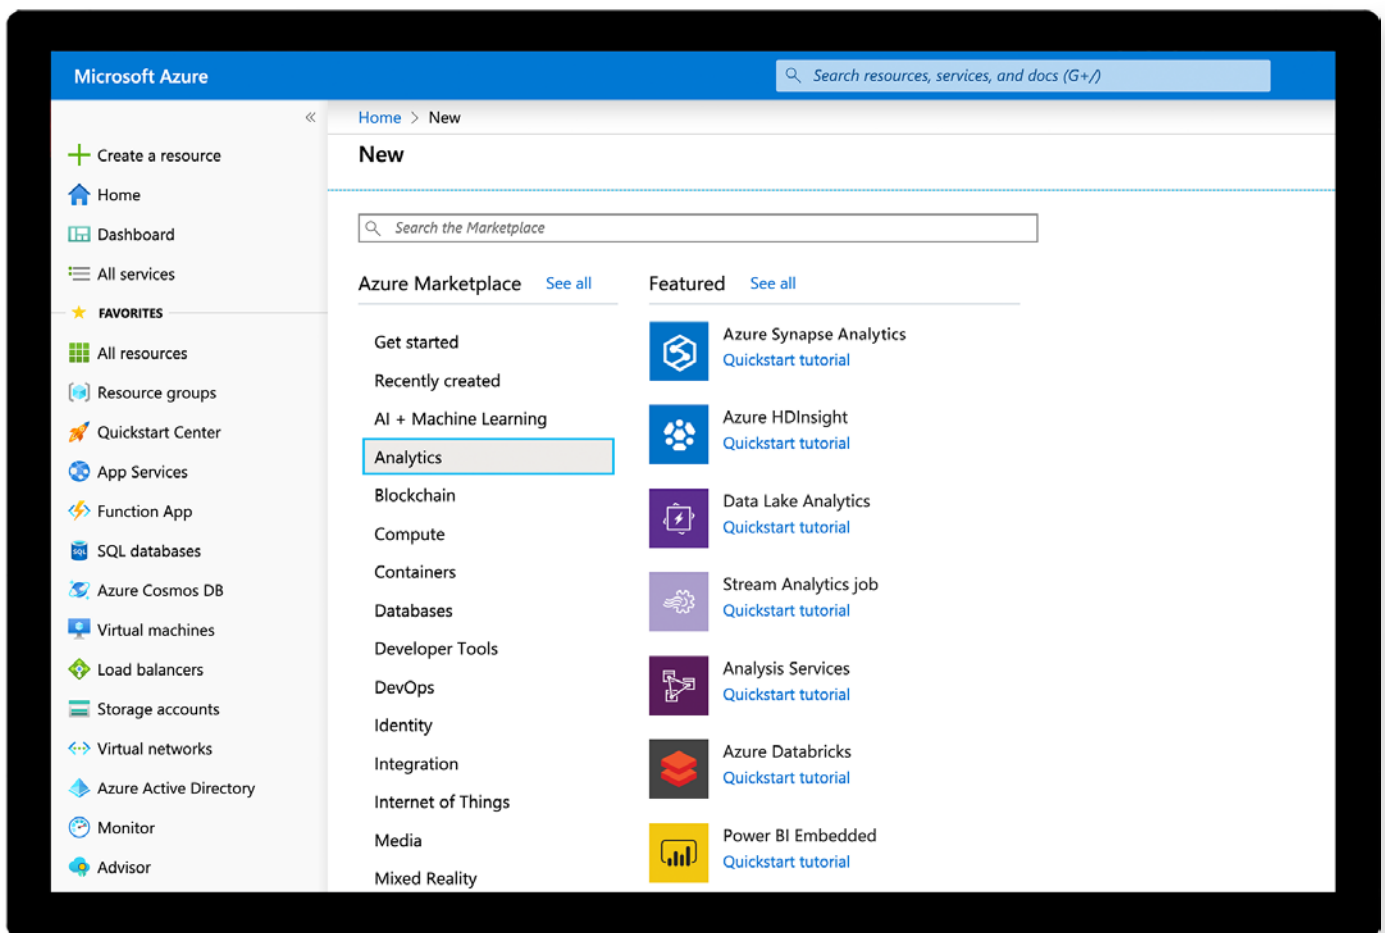 Microsoft Azure
Search resources, services, and docs (G+/)
«
Create a resource
Home
Dashboard
All services
FAVORITES
All resources
Resource groups
Quickstart Center
App Services
Function App
SQL databases
Azure Cosmos DB
Virtual machines
Load balancers
Storage accounts
Virtual networks
Azure Active Directory
Monitor
Advisor
Home > New
New
Search the Marketplace
Azure Marketplace See all
Get started
Recently created
AI + Machine Learning
Analytics
Blockchain
Compute
Containers
Databases
Developer Tools
DevOps
Identity
Integration
Internet of Things
Media
Mixed Reality
Featured See all
Azure Synapse Analytics
Quickstart tutorial
Azure HDInsight
Quickstart tutorial
Data Lake Analytics
Quickstart tutorial
Stream Analytics job
Quickstart tutorial
Analysis Services
Quickstart tutorial
Azure Databricks
Quickstart tutorial
Power BI Embedded
Quickstart tutorial